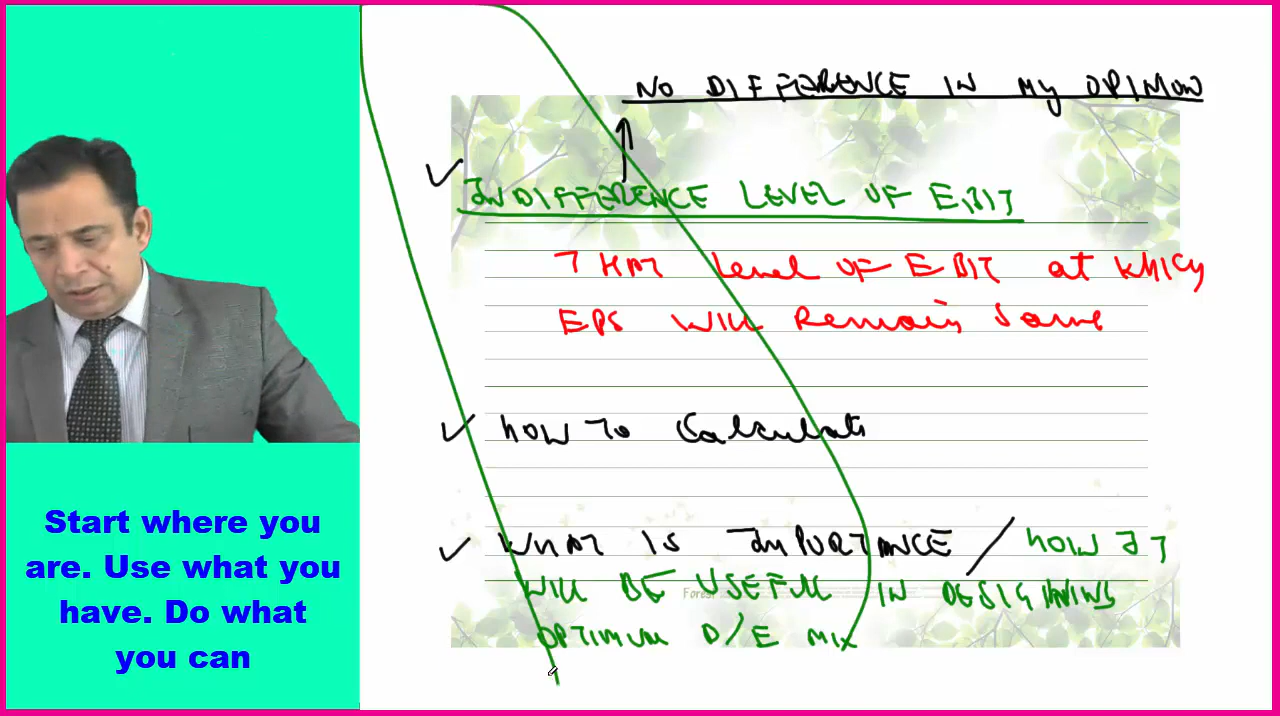 NO DIFFERENCE IN MY OPINION
INDIFFERENCE LEVEL OF EBIT
THAT Level OF EBIT at which
EPS WILL Remain Same
HOW TO Calculate
WHAT IS IMPORTANCE / HOW IT
WILL BE USEFUL IN DESIGNING
OPTIMUM D/E MIX
Forest
Start where you
are. Use what you
have. Do what
you can